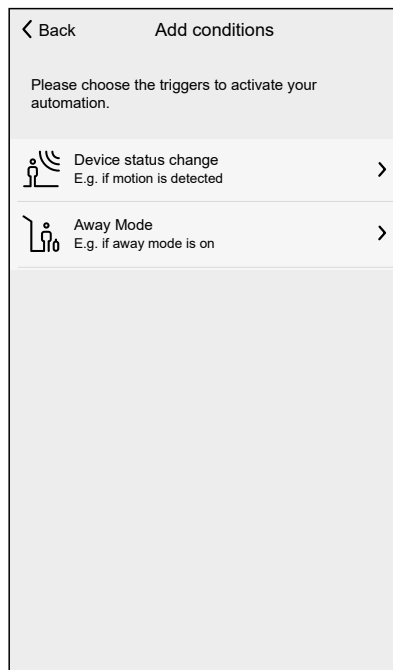 Back
Add conditions
Please choose the triggers to activate your
automation.
Device status change
E.g. if motion is detected
Away Mode
E.g. if away mode is on